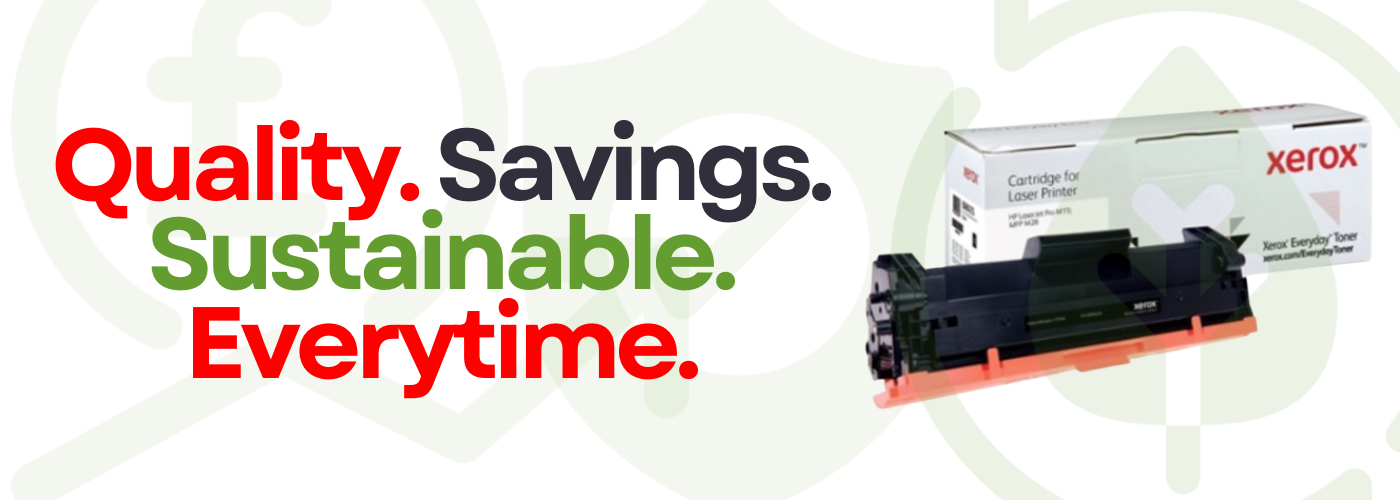 Quality. Savings.
Sustainable.
Everytime.
xerox™
Cartridge for
Laser Printer
HP LaserJet Pro M15;
MFP M28
Xerox® Everyday™ Toner
xerox.com/EverydayToner
xerox